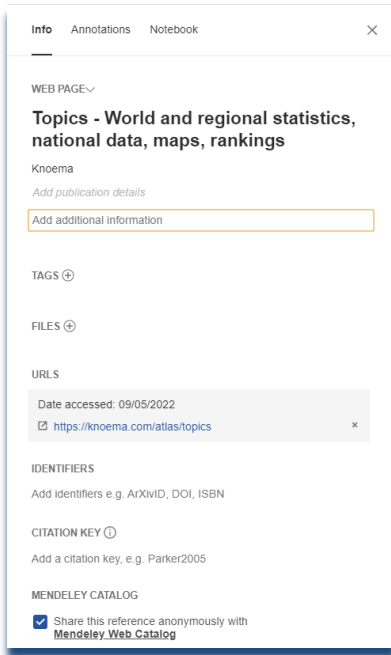 Info Annotations Notebook ×
WEB PAGE
Topics - World and regional statistics,
national data, maps, rankings
Knoema
Add publication details
Add additional information
TAGS
FILES
URLS
Date accessed: 09/05/2022
https://knoema.com/atlas/topics ×
IDENTIFIERS
Add identifiers e.g. ArXivID, DOI, ISBN
CITATION KEY
Add a citation key, e.g. Parker2005
MENDELEY CATALOG
Share this reference anonymously with
Mendeley Web Catalog